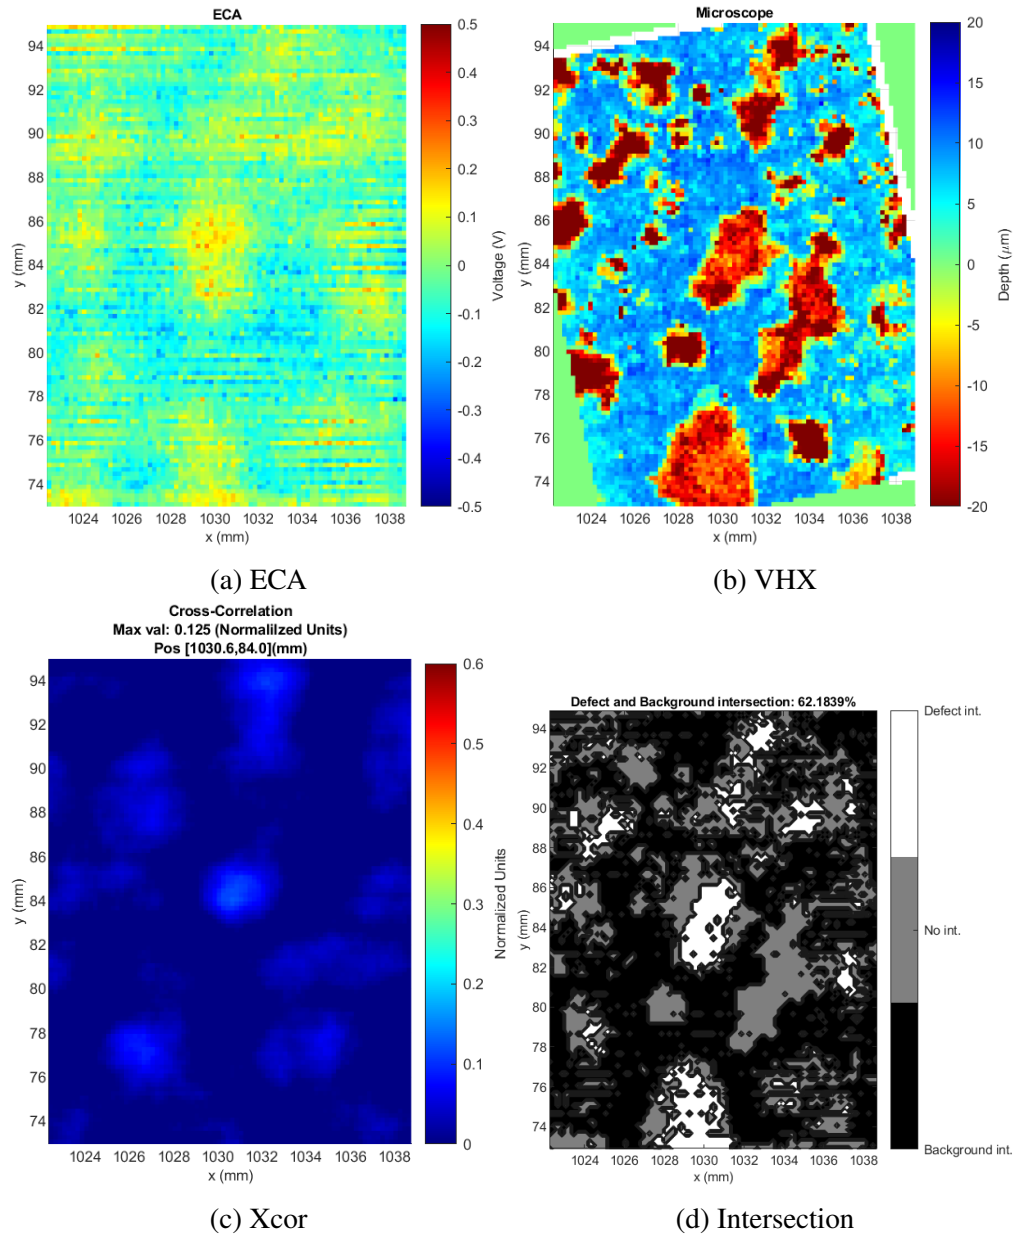 ECA
94
92
90
88
86
84
82
80
78
76
74
y (mm)
1024 1026 1028 1030 1032 1034 1036 1038
x (mm)
0.5
0.4
0.3
0.2
0.1
0
-0.1
-0.2
-0.3
-0.4
-0.5
Voltage (V)
(a) ECA
Microscope
94
92
90
88
86
84
82
80
78
76
74
y (mm)
1024 1026 1028 1030 1032 1034 1036 1038
x (mm)
20
15
10
5
0
-5
-10
-15
-20
Depth (μm)
(b) VHX
Cross-Correlation
Max val: 0.125 (Normalilzed Units)
Pos [1030.6,84.0](mm)
94
92
90
88
86
84
82
80
78
76
74
y (mm)
1024 1026 1028 1030 1032 1034 1036 1038
x (mm)
0.6
0.5
0.4
0.3
0.2
0.1
0
Normalized Units
(c) Xcor
Defect and Background intersection: 62.1839%
94
92
90
88
86
84
82
80
78
76
74
y (mm)
1024 1026 1028 1030 1032 1034 1036 1038
x (mm)
Defect int.
No int.
Background int.
(d) Intersection